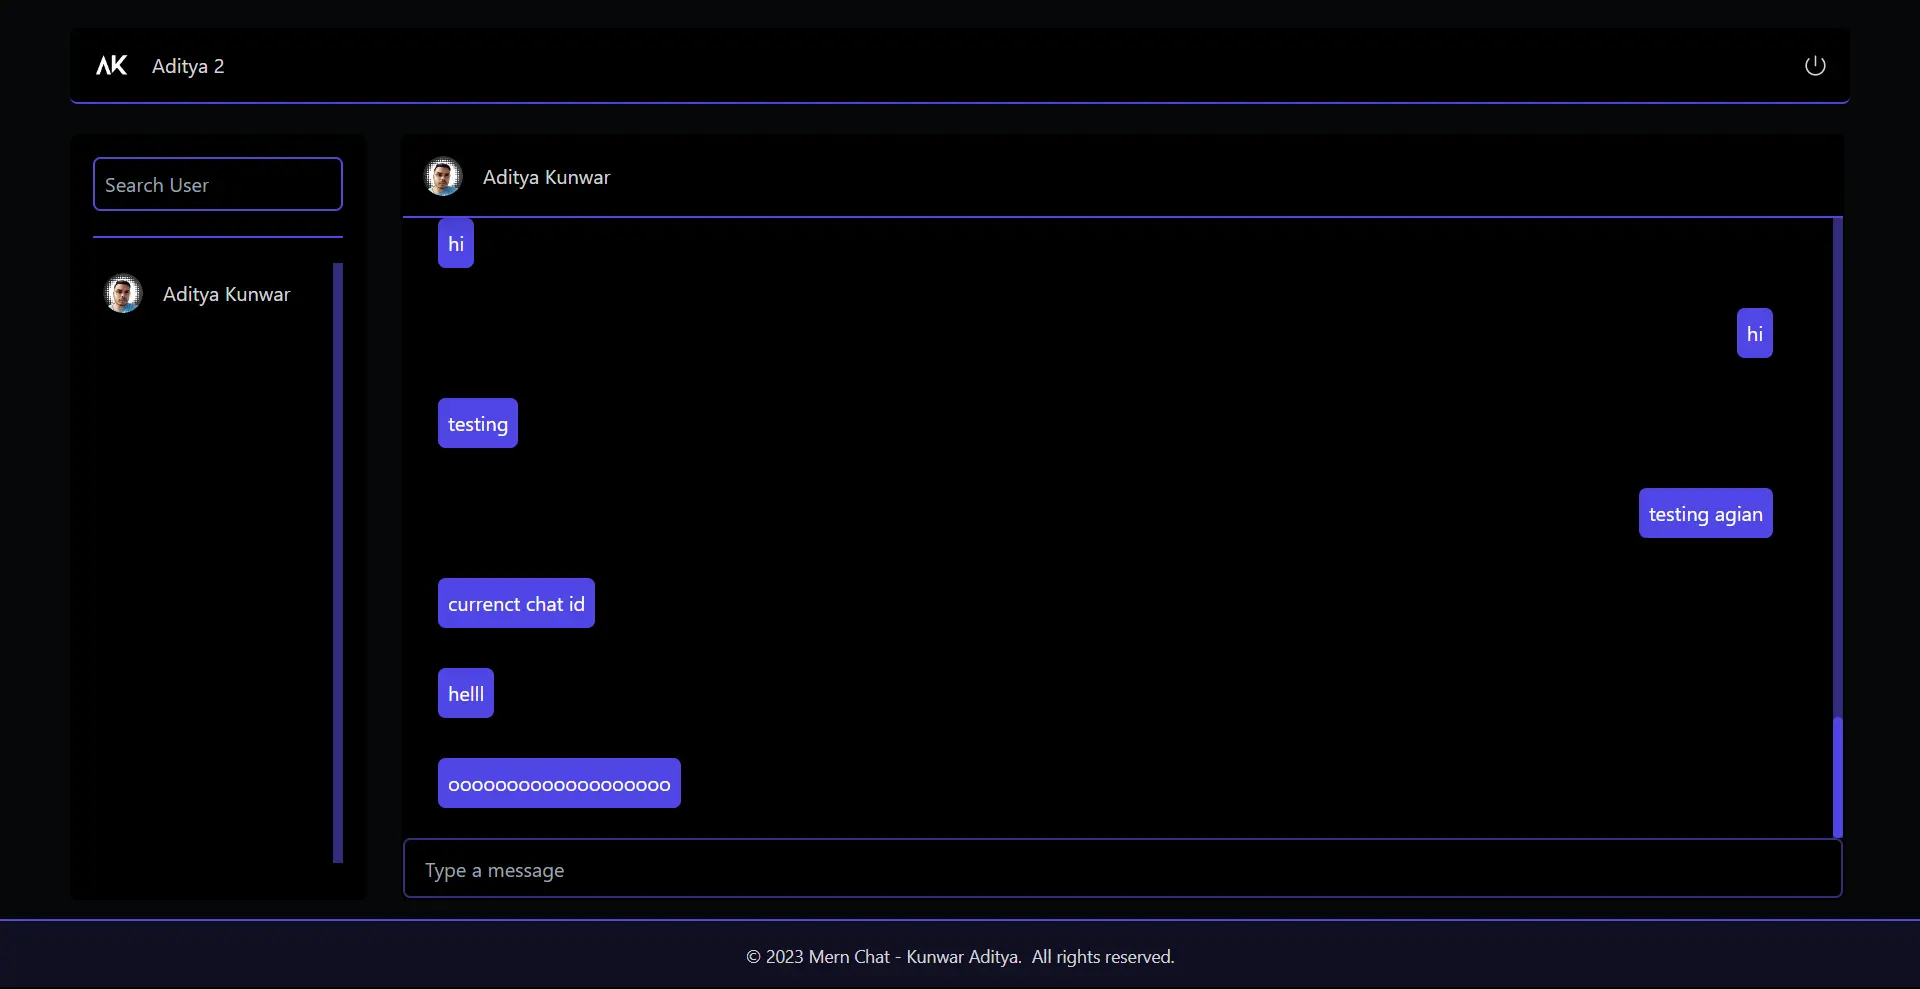 AK Aditya 2
Search User
Aditya Kunwar
Aditya Kunwar
hi
hi
testing
testing agian
currenct chat id
helll
ooooooooooooooooooo
Type a message
© 2023 Mern Chat - Kunwar Aditya. All rights reserved.